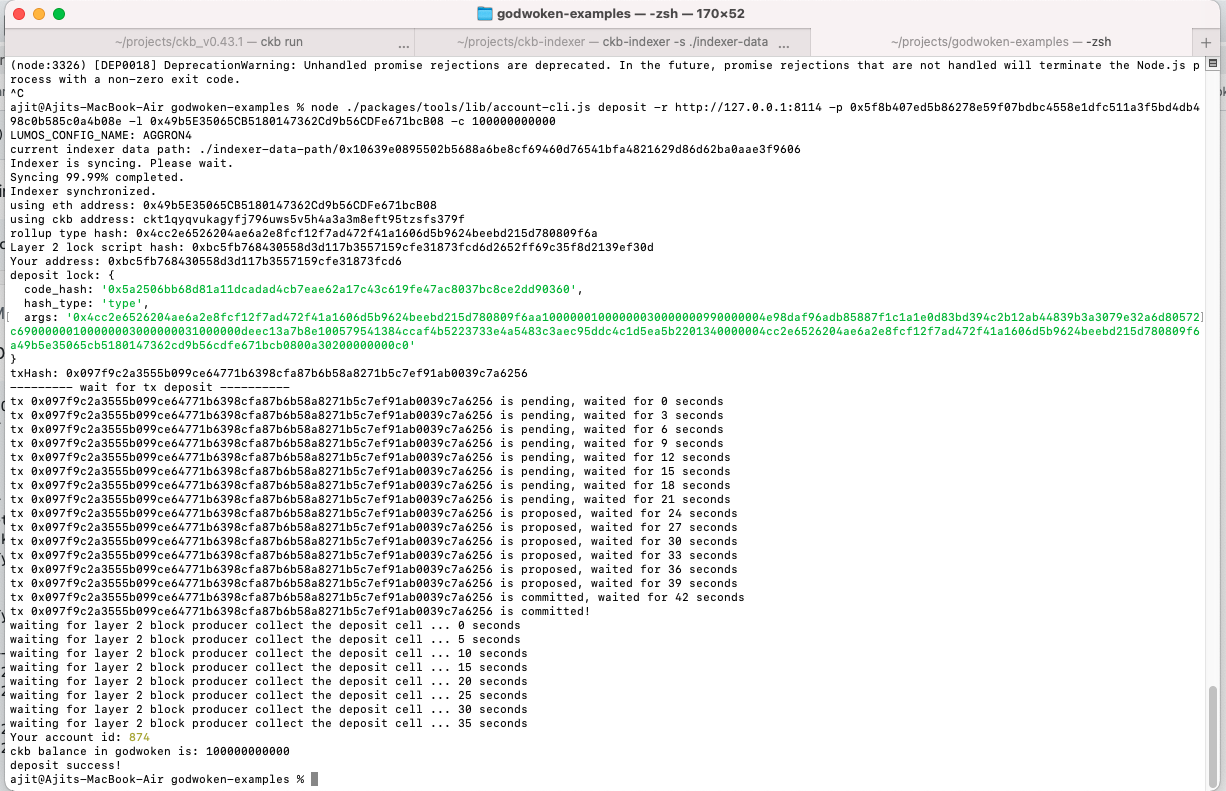 godwoken-examples — -zsh — 170×52
~/projects/ckb_v0.43.1 — ckb run ...
~/projects/ckb-indexer — ckb-indexer -s ./indexer-data ...
~/projects/godwoken-examples — -zsh
(node:3326) [DEP0018] DeprecationWarning: Unhandled promise rejections are deprecated. In the future, promise rejections that are not handled will terminate the Node.js p
rocess with a non-zero exit code.
^C
ajit@Ajits-MacBook-Air godwoken-examples % node ./packages/tools/lib/account-cli.js deposit -r http://127.0.0.1:8114 -p 0x5f8b407ed5b86278e59f07bdbc4558e1dfc511a3f5bd4db4
98c0b585c0a4b08e -l 0x49b5E35065CB5180147362Cd9b56CDFe671bcB08 -c 100000000000
LUMOS_CONFIG_NAME: AGGRON4
current indexer data path: ./indexer-data-path/0x10639e0895502b5688a6be8cf69460d76541bfa4821629d86d62ba0aae3f9606
Indexer is syncing. Please wait.
Syncing 99.99% completed.
Indexer synchronized.
using eth address: 0x49b5E35065CB5180147362Cd9b56CDFe671bcB08
using ckb address: ckt1qyqvukagyfj796uws5v5h4a3a3m8eft95tzsfs379f
rollup type hash: 0x4cc2e6526204ae6a2e8fcf12f7ad472f41a1606d5b9624beebd215d780809f6a
Layer 2 lock script hash: 0xbc5fb768430558d3d117b3557159cfe31873fcd6d2652ff69c35f8d2139ef30d
Your address: 0xbc5fb768430558d3d117b3557159cfe31873fcd6
deposit lock: {
code_hash: '0x5a2506bb68d81a11dcadad4cb7eae62a17c43c619fe47ac8037bc8ce2dd90360',
hash_type: 'type',
args: '0x4cc2e6526204ae6a2e8fcf12f7ad472f41a1606d5b9624beebd215d780809f6aa10000001000000030000000990000004e98daf96adb85887f1c1a1e0d83bd394c2b12ab44839b3a3079e32a6d80572
c690000000100000003000000031000000deec13a7b8e100579541384ccaf4b5223733e4a5483c3aec95ddc4c1d5ea5b2201340000004cc2e6526204ae6a2e8fcf12f7ad472f41a1606d5b9624beebd215d780809f6
a49b5e35065cb5180147362cd9b56cdfe671bcb0800a30200000000c0'
}
txHash: 0x097f9c2a3555b099ce64771b6398cfa87b6b58a8271b5c7ef91ab0039c7a6256
--------- wait for tx deposit ----------
tx 0x097f9c2a3555b099ce64771b6398cfa87b6b58a8271b5c7ef91ab0039c7a6256 is pending, waited for 0 seconds
tx 0x097f9c2a3555b099ce64771b6398cfa87b6b58a8271b5c7ef91ab0039c7a6256 is pending, waited for 3 seconds
tx 0x097f9c2a3555b099ce64771b6398cfa87b6b58a8271b5c7ef91ab0039c7a6256 is pending, waited for 6 seconds
tx 0x097f9c2a3555b099ce64771b6398cfa87b6b58a8271b5c7ef91ab0039c7a6256 is pending, waited for 9 seconds
tx 0x097f9c2a3555b099ce64771b6398cfa87b6b58a8271b5c7ef91ab0039c7a6256 is pending, waited for 12 seconds
tx 0x097f9c2a3555b099ce64771b6398cfa87b6b58a8271b5c7ef91ab0039c7a6256 is pending, waited for 15 seconds
tx 0x097f9c2a3555b099ce64771b6398cfa87b6b58a8271b5c7ef91ab0039c7a6256 is pending, waited for 18 seconds
tx 0x097f9c2a3555b099ce64771b6398cfa87b6b58a8271b5c7ef91ab0039c7a6256 is pending, waited for 21 seconds
tx 0x097f9c2a3555b099ce64771b6398cfa87b6b58a8271b5c7ef91ab0039c7a6256 is proposed, waited for 24 seconds
tx 0x097f9c2a3555b099ce64771b6398cfa87b6b58a8271b5c7ef91ab0039c7a6256 is proposed, waited for 27 seconds
tx 0x097f9c2a3555b099ce64771b6398cfa87b6b58a8271b5c7ef91ab0039c7a6256 is proposed, waited for 30 seconds
tx 0x097f9c2a3555b099ce64771b6398cfa87b6b58a8271b5c7ef91ab0039c7a6256 is proposed, waited for 33 seconds
tx 0x097f9c2a3555b099ce64771b6398cfa87b6b58a8271b5c7ef91ab0039c7a6256 is proposed, waited for 36 seconds
tx 0x097f9c2a3555b099ce64771b6398cfa87b6b58a8271b5c7ef91ab0039c7a6256 is proposed, waited for 39 seconds
tx 0x097f9c2a3555b099ce64771b6398cfa87b6b58a8271b5c7ef91ab0039c7a6256 is committed, waited for 42 seconds
tx 0x097f9c2a3555b099ce64771b6398cfa87b6b58a8271b5c7ef91ab0039c7a6256 is committed!
waiting for layer 2 block producer collect the deposit cell ... 0 seconds
waiting for layer 2 block producer collect the deposit cell ... 5 seconds
waiting for layer 2 block producer collect the deposit cell ... 10 seconds
waiting for layer 2 block producer collect the deposit cell ... 15 seconds
waiting for layer 2 block producer collect the deposit cell ... 20 seconds
waiting for layer 2 block producer collect the deposit cell ... 25 seconds
waiting for layer 2 block producer collect the deposit cell ... 30 seconds
waiting for layer 2 block producer collect the deposit cell ... 35 seconds
Your account id: 874
ckb balance in godwoken is: 100000000000
deposit success!
ajit@Ajits-MacBook-Air godwoken-examples %